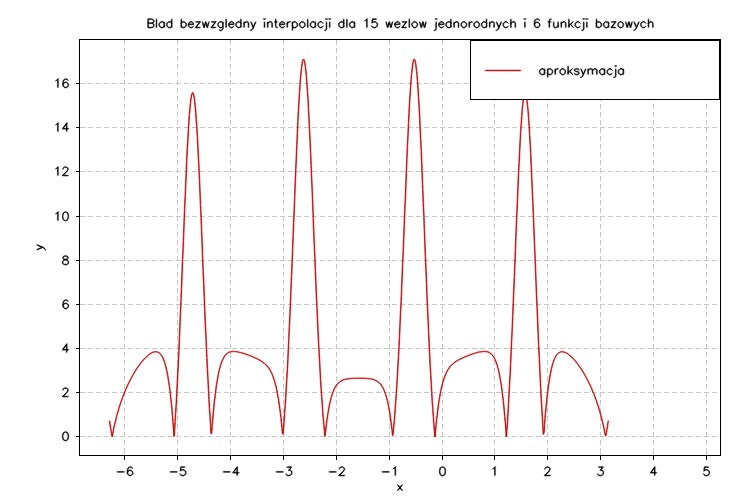 Blad bezwzgledny interpolacji dla 15 wezlow jednorodnych i 6 funkcji bazowych
aproksymacja
16
14
12
10
8
6
4
2
0
y
−6 −5 −4 −3 −2 −1 0 1 2 3 4 5
x